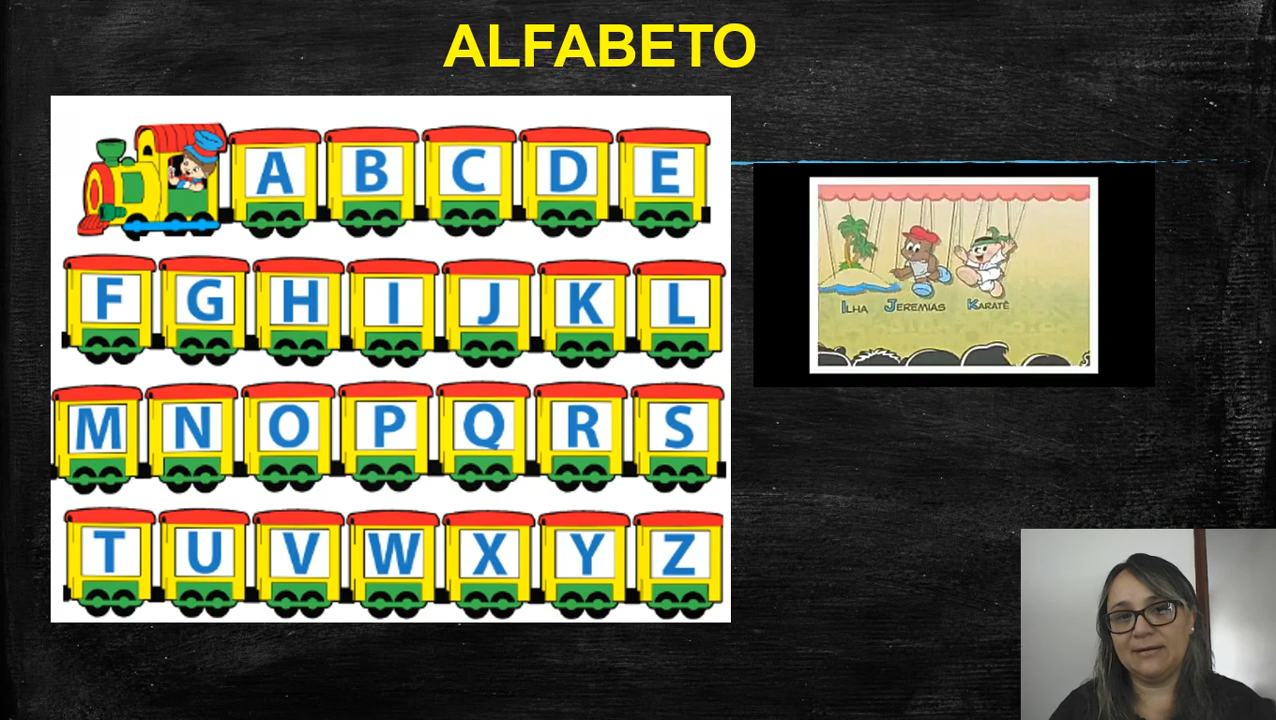 ALFABETO
A B C D E
F G H I J K L
M N O P Q R S
T U V W X Y Z
ILHA JEREMIAS KARATÊ